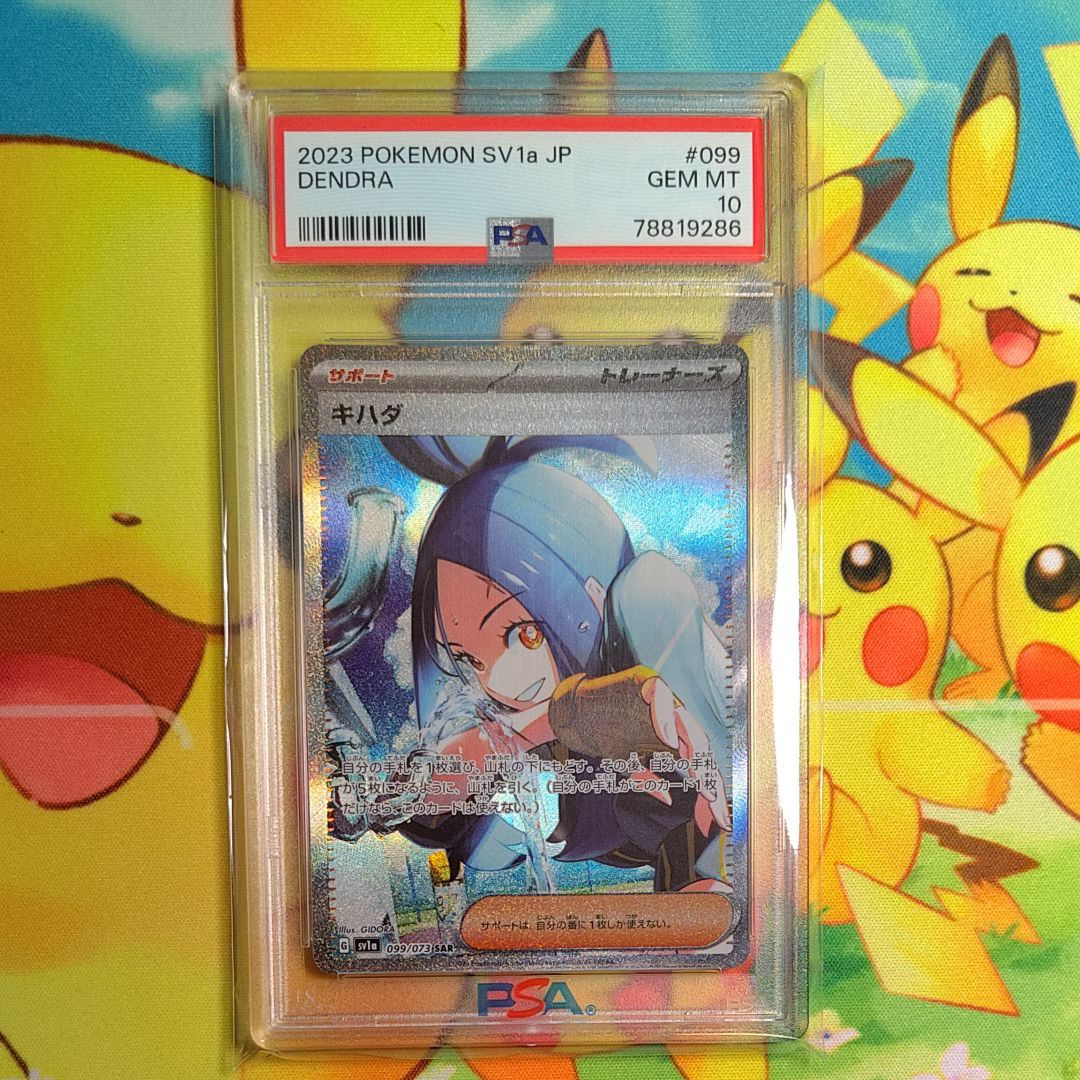 2023 POKEMON SV1a JP #099
DENDRA GEM MT
10
78819286
PSA
サポート トレーナーズ
キハダ
自分の手札を1枚選び、山札の下にもどす。その後、自分の手札
が5枚になるように、山札を引く。(自分の手札がこのカード1枚
だけなら、このカードは使えない。)
サポートは、自分の番に1枚しか使えない。
Illus. GIDORA
G sv1a 099/073 SAR
PSA®